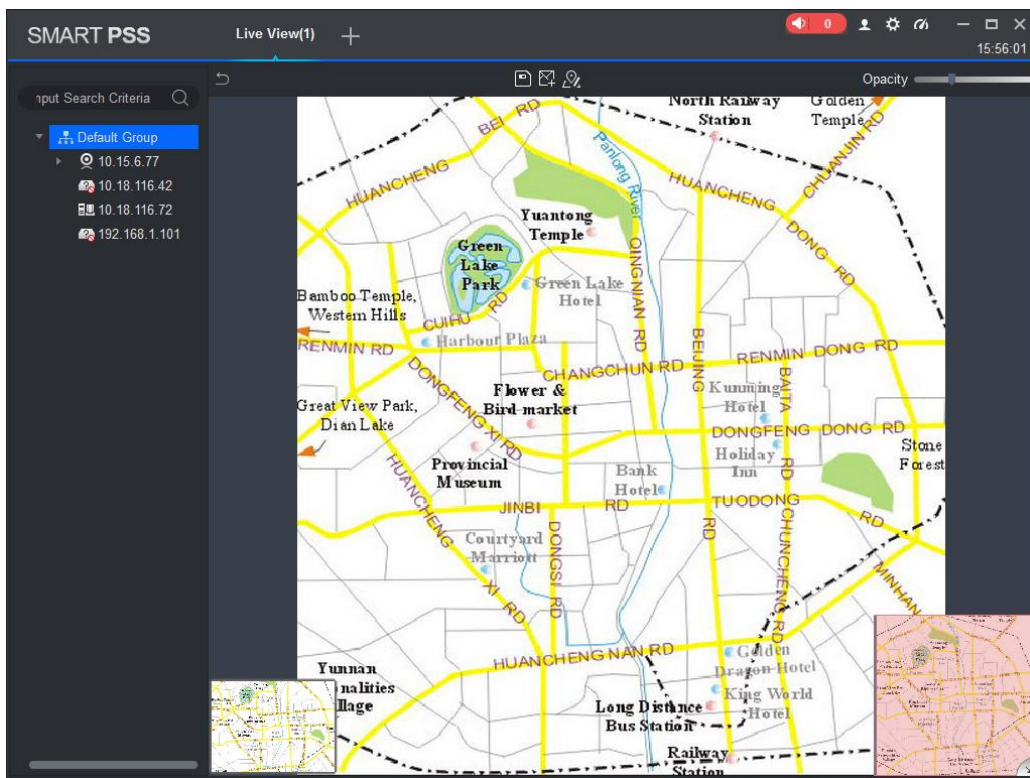 SMART PSS
Live View(1)
0
15:56:01
Opacity
nput Search Criteria
Default Group
10.15.6.77
10.18.116.42
10.18.116.72
192.168.1.101
North Railway
Station
Golden
Temple
BEI RD
HUANCHENG
Panlong River
HUANCHENG DONG RD
CHUANJIN RD
Yuantong
Temple
Green
Lake
Park
QINGNIAN RD
Green Lake
Hotel
Bamboo Temple,
Western Hills
CUIHU RD
Harbour Plaza
RENMIN RD
BEIJING RD
RENMIN DONG RD
CHANGCHUN RD
DONGFENG XI RD
Flower &
Bird market
Kunming
Hotel
BAITA RD
Great View Park,
Dian Lake
DONGFENG DONG RD
Holiday
Inn
Stone
Forest
Provincial
Museum
Bank
Hotel
HUANCHENG XI RD
JINBI RD
TUODONG RD
DONGSI RD
CHUNCHENG RD
Courtyard
Marriott
MINHAN
HUANCHENG NAN RD
Golden
Dragon Hotel
Yunnan
onalities
illage
King World
Hotel
Long Distance
Bus Station
Railway
Station